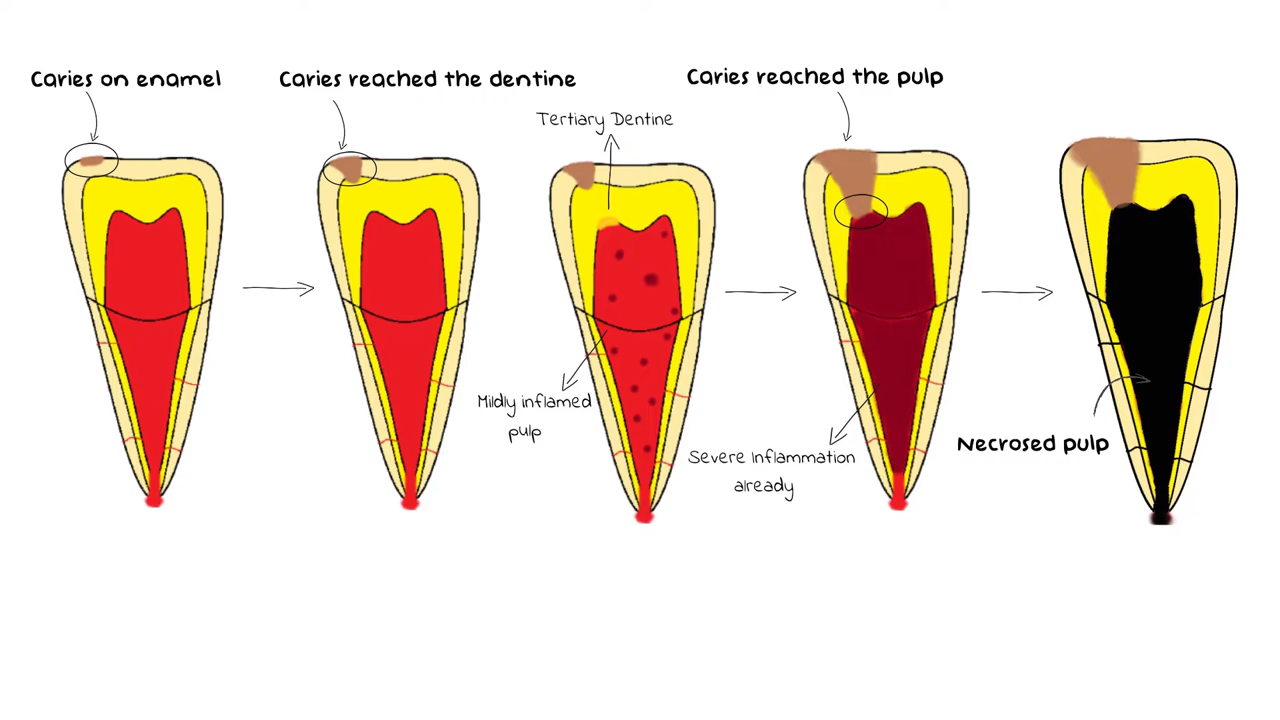 Caries on enamel
Caries reached the dentine
Caries reached the pulp
Tertiary Dentine
Mildly inflamed
pulp
Severe Inflammation
already
Necrosed pulp